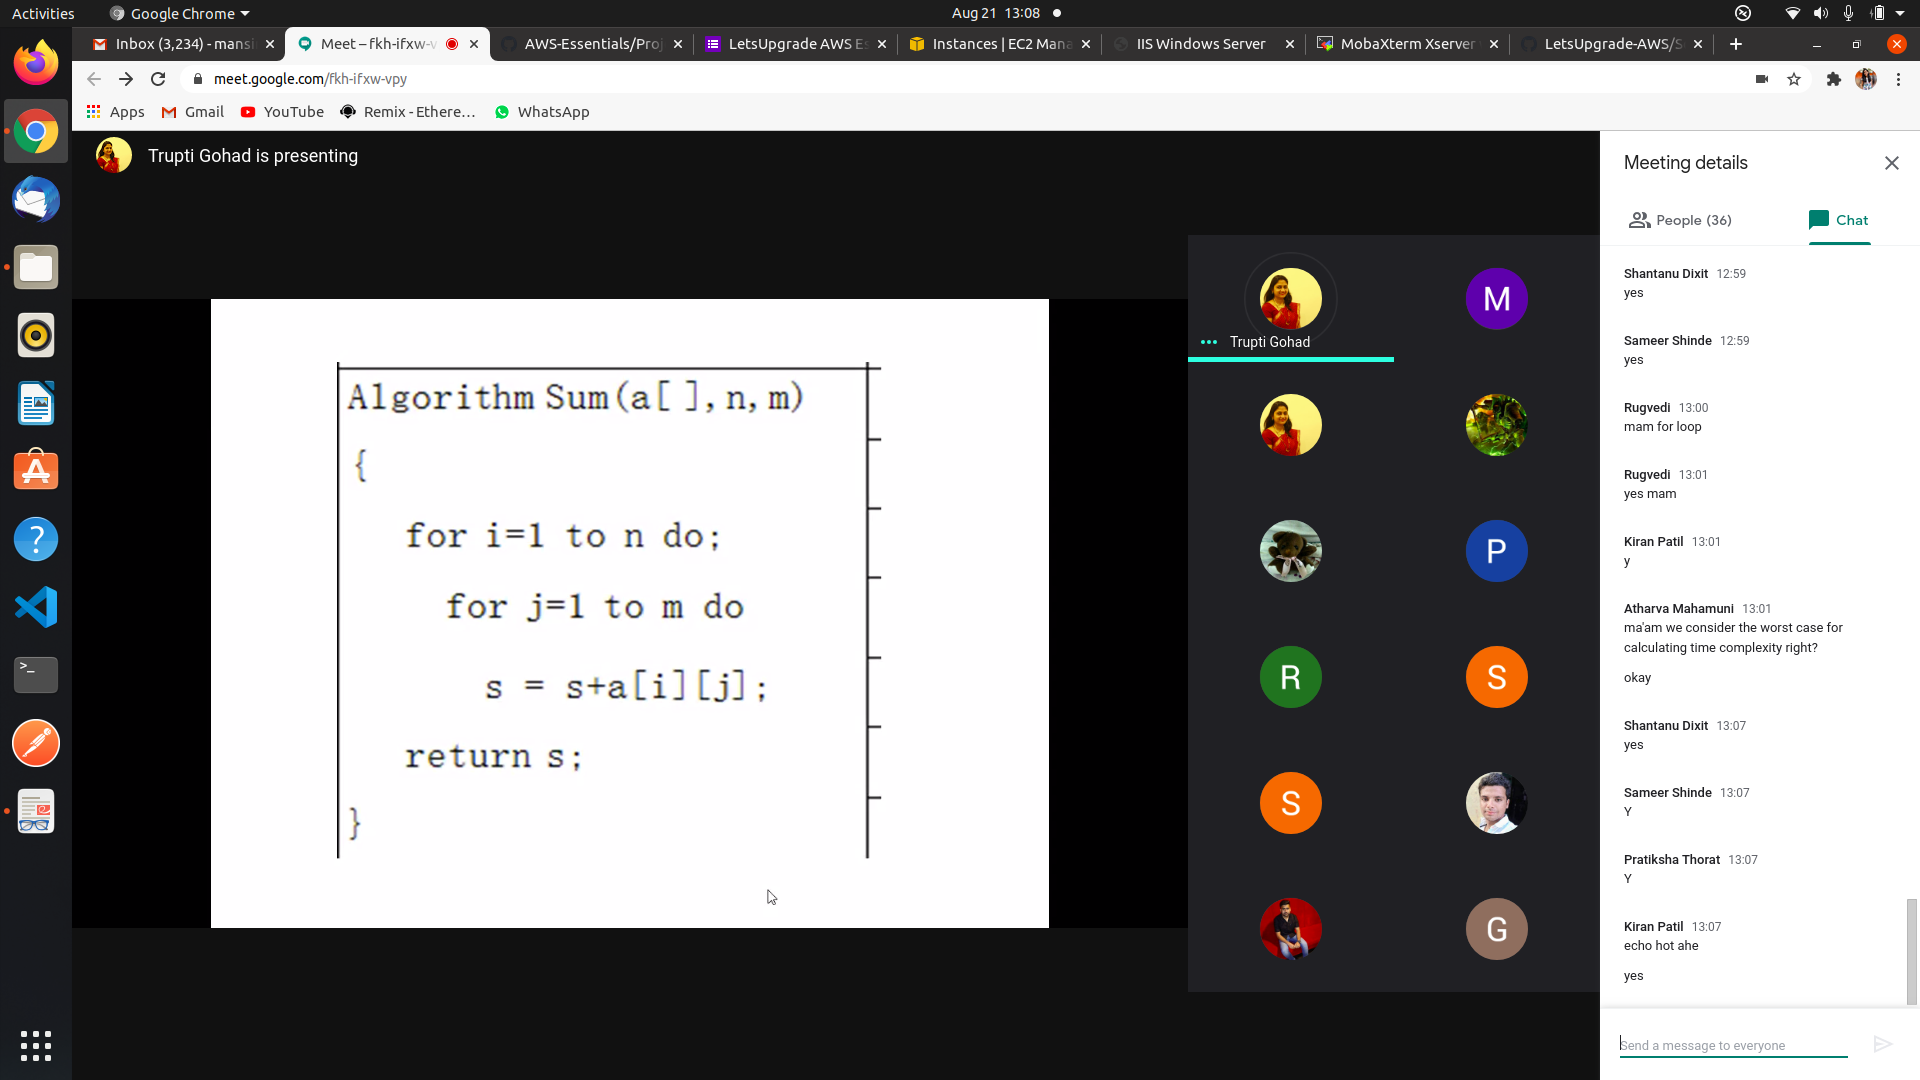 Activities
Google Chrome
Aug 21 13:08
Inbox (3,234) - mansi
Meet – fkh-ifxw-v
AWS-Essentials/Proj
LetsUpgrade AWS Es
Instances | EC2 Mana
IIS Windows Server
MobaXterm Xserver
LetsUpgrade-AWS/S
meet.google.com/fkh-ifxw-vpy
Apps
Gmail
YouTube
Remix - Ethere...
WhatsApp
Trupti Gohad is presenting
Algorithm Sum(a[ ],n,m)
{
for i=1 to n do;
for j=1 to m do
s = s+a[i][j];
return s;
}
M
Trupti Gohad
P
R
S
S
G
Meeting details
People (36)
Chat
Shantanu Dixit 12:59
yes
Sameer Shinde 12:59
yes
Rugvedi 13:00
mam for loop
Rugvedi 13:01
yes mam
Kiran Patil 13:01
y
Atharva Mahamuni 13:01
ma'am we consider the worst case for
calculating time complexity right?
okay
Shantanu Dixit 13:07
yes
Sameer Shinde 13:07
Y
Pratiksha Thorat 13:07
Y
Kiran Patil 13:07
echo hot ahe
yes
Send a message to everyone